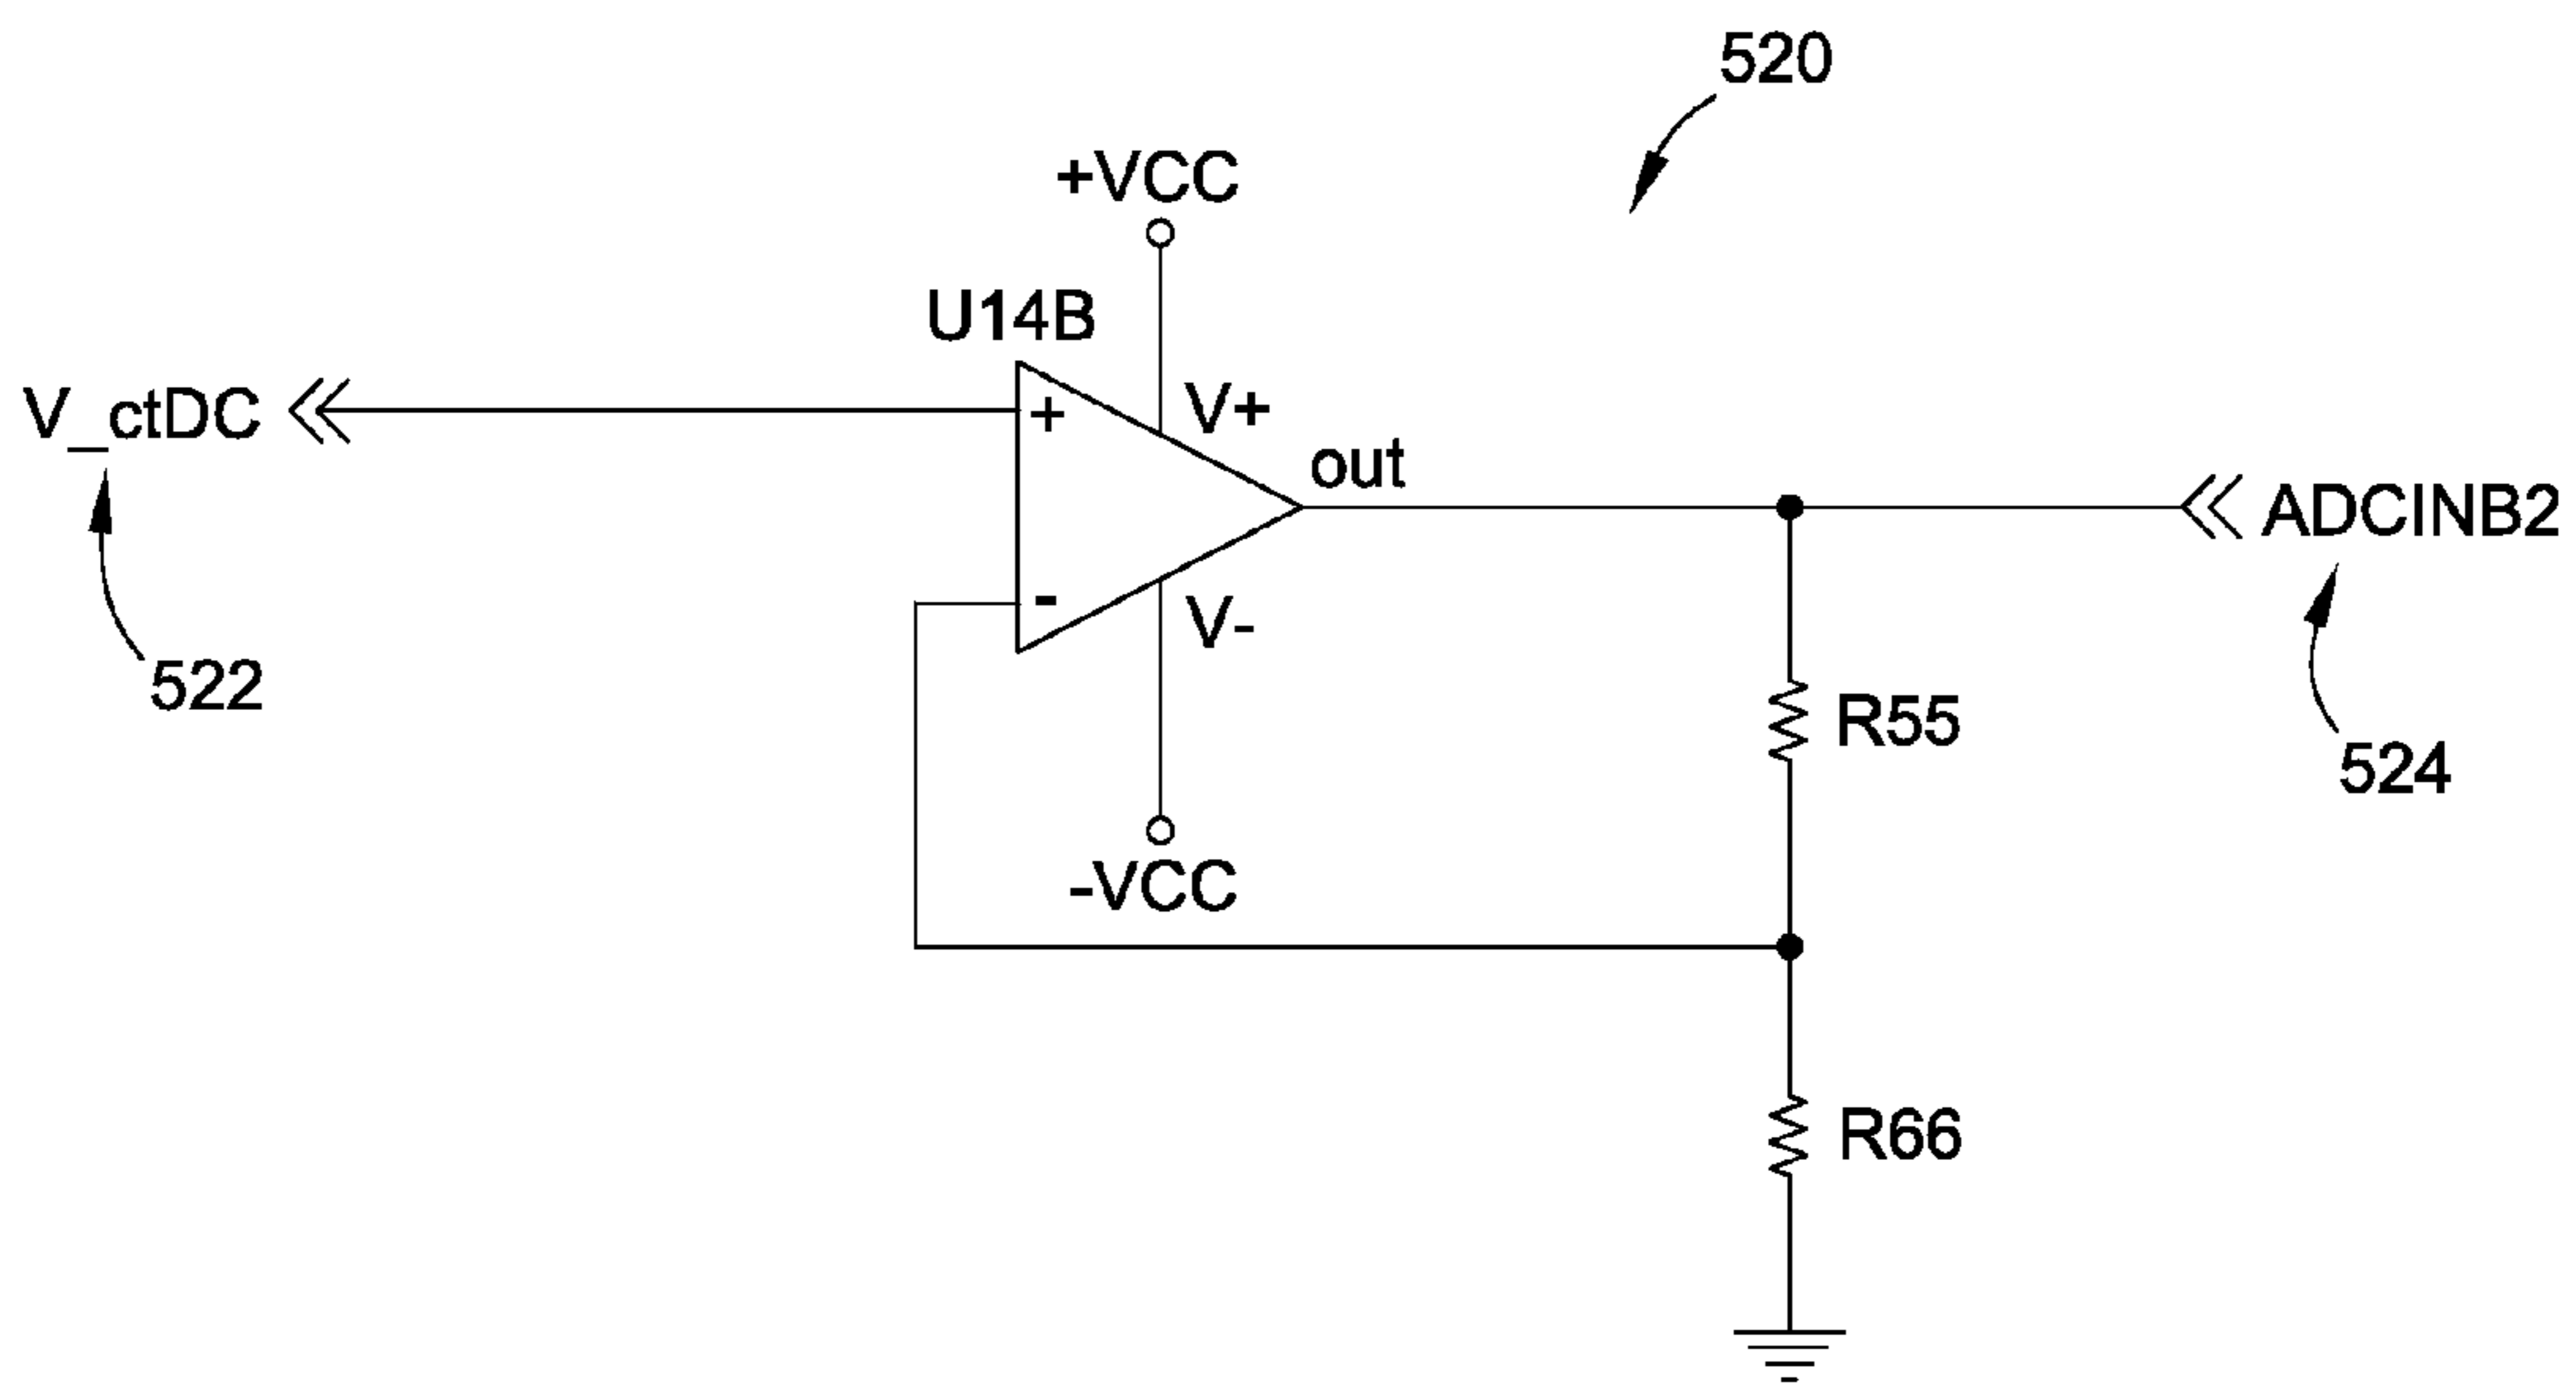 520
+VCC
U14B
V_ctDC
+
V+
out
ADCINB2
-
V-
522
R55
524
-VCC
R66